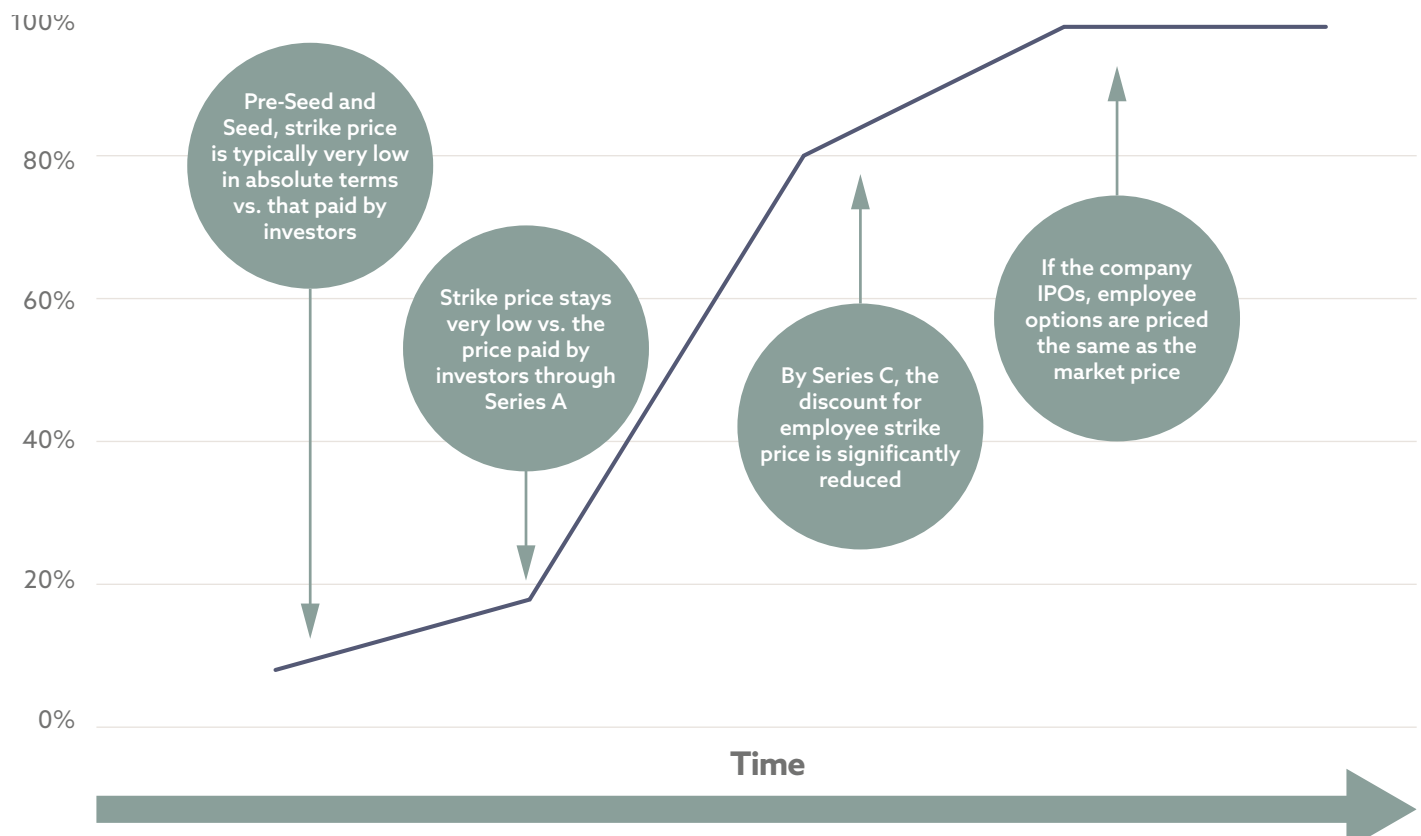 100%
80%
60%
40%
20%
0%
Pre-Seed and
Seed, strike price
is typically very low
in absolute terms
vs. that paid by
investors
Strike price stays
very low vs. the
price paid by
investors through
Series A
By Series C, the
discount for
employee strike
price is significantly
reduced
If the company
IPOs, employee
options are priced
the same as the
market price
Time